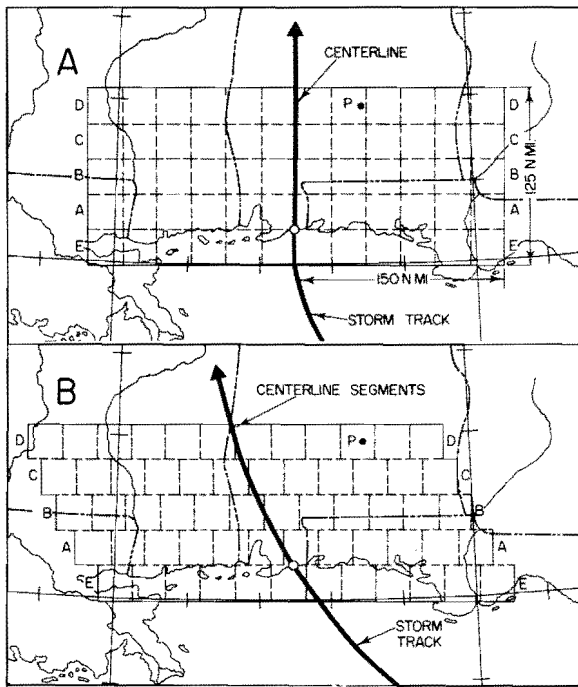 A
CENTERLINE
P
D
D
C
C
B
B
A
A
E
E
125 N MI.
150 N MI
STORM TRACK
B
CENTERLINE SEGMENTS
P
D
D
C
C
B
B
A
A
E
E
STORM
TRACK